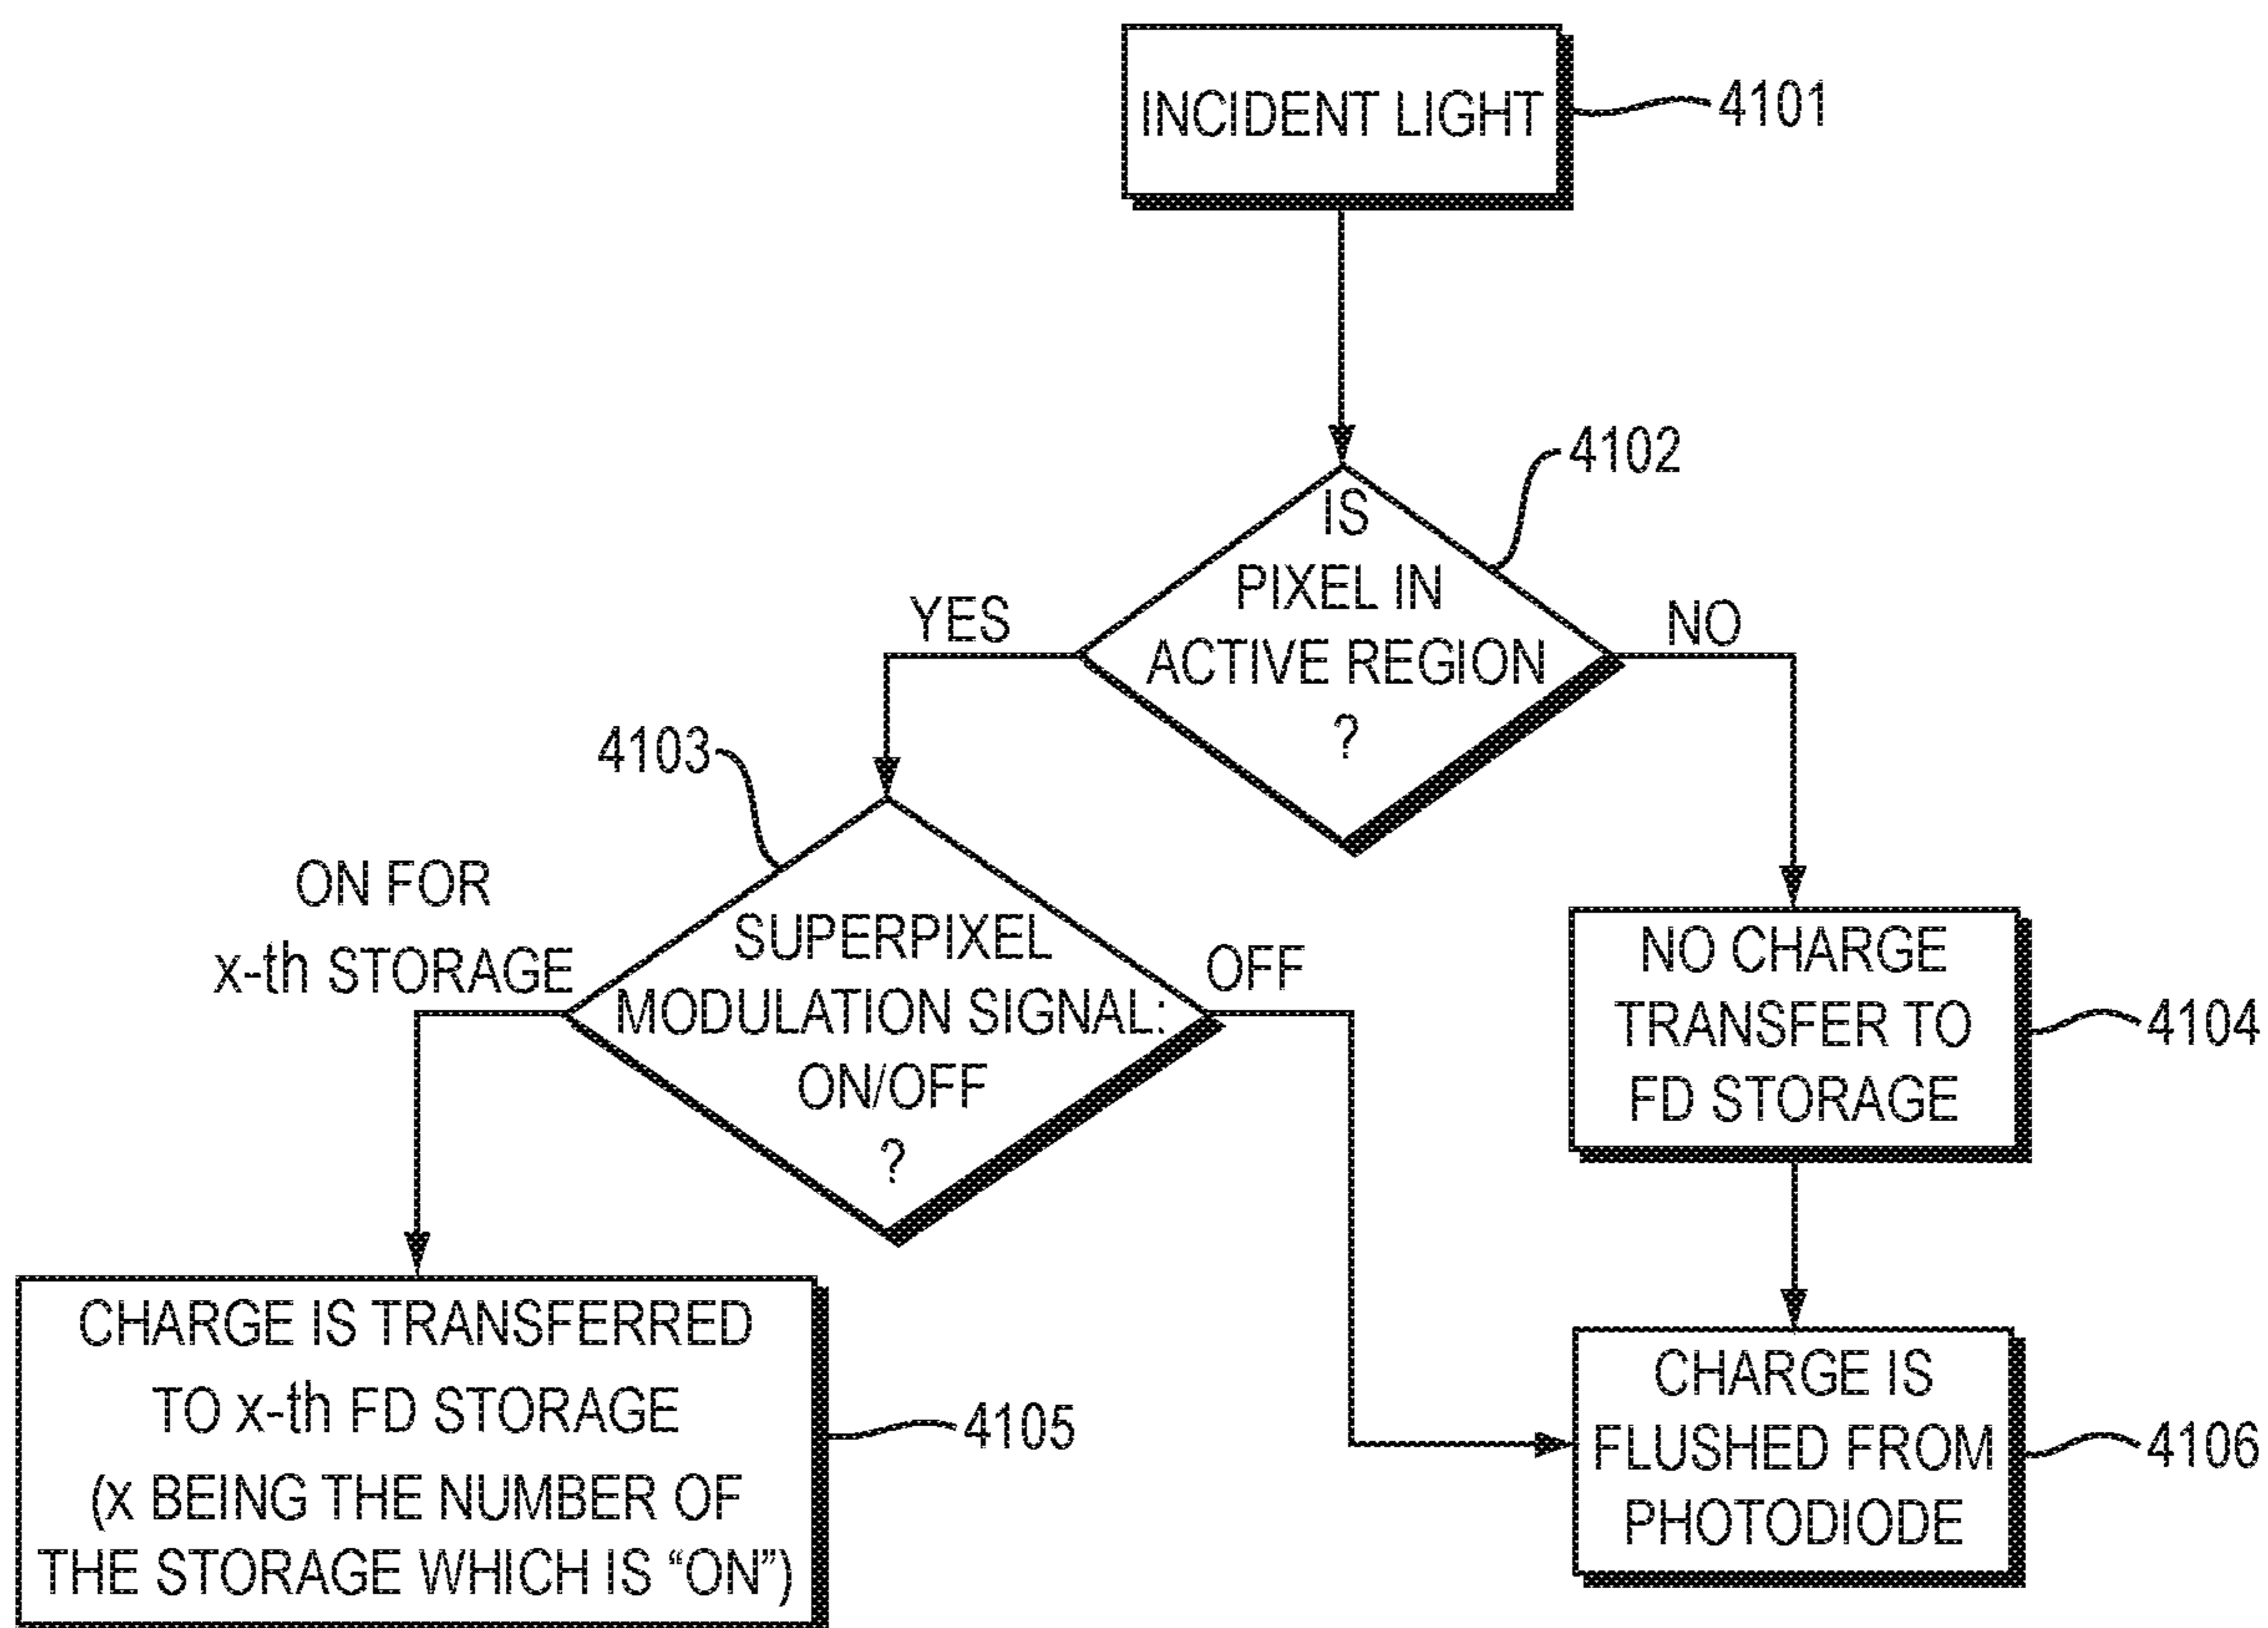 INCIDENT LIGHT
4101
IS
PIXEL IN
ACTIVE REGION
?
4102
YES
NO
4103
ON FOR
x-th STORAGE
SUPERPIXEL
MODULATION SIGNAL:
ON/OFF
?
OFF
NO CHARGE
TRANSFER TO
FD STORAGE
4104
CHARGE IS TRANSFERRED
TO x-th FD STORAGE
(x BEING THE NUMBER OF
THE STORAGE WHICH IS “ON”)
4105
CHARGE IS
FLUSHED FROM
PHOTODIODE
4106